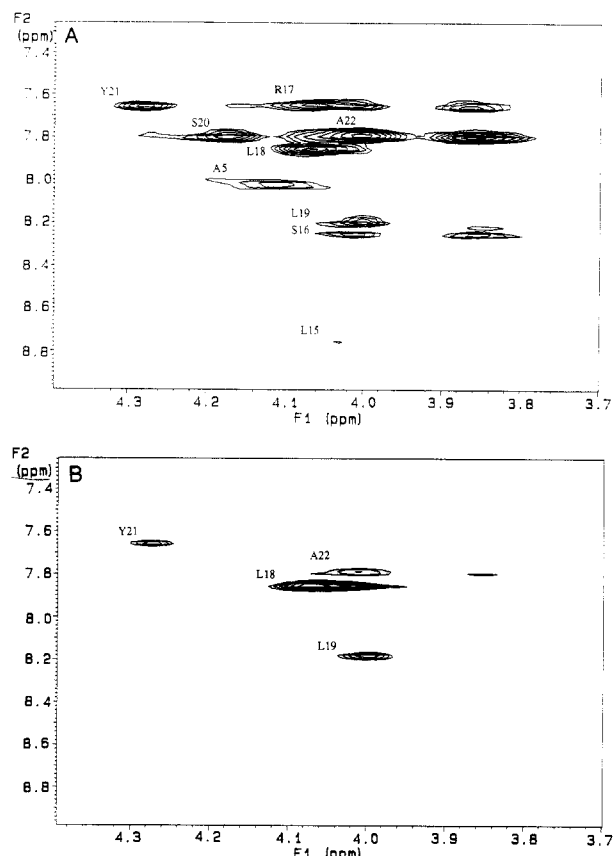 F2
(ppm)
A
7.4
7.6
7.8
8.0
8.2
8.4
8.6
8.8
Y21
R17
S20
A22
L18
A5
L19
S16
L15
4.3 4.2 4.1 4.0 3.9 3.8 3.7
F1 (ppm)
F2
(ppm)
B
7.4
7.6
7.8
8.0
8.2
8.4
8.6
8.8
Y21
A22
L18
L19
4.3 4.2 4.1 4.0 3.9 3.8 3.7
F1 (ppm)